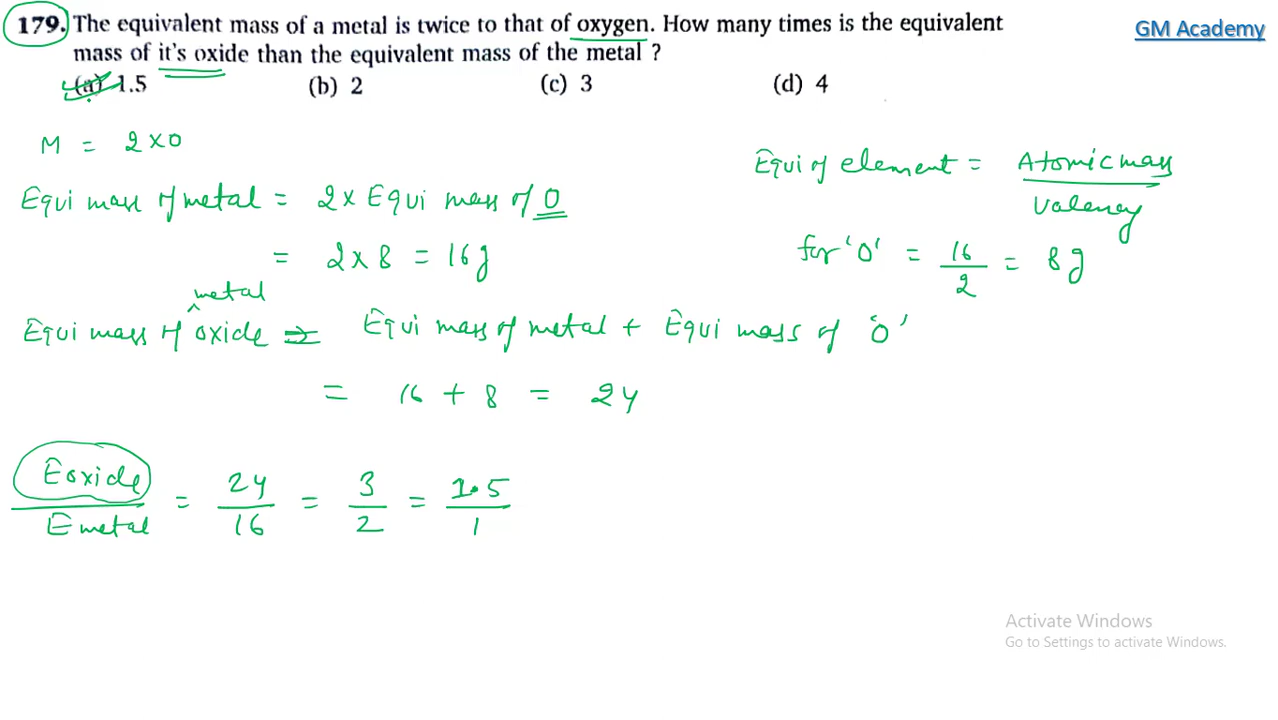 179. The equivalent mass of a metal is twice to that of oxygen. How many times is the equivalent
GM Academy
mass of it's oxide than the equivalent mass of the metal ?
(a) 1.5 (b) 2 (c) 3 (d) 4
M = 2 × O
Equi of element = Atomic mass / Valency
Equi mass of metal = 2 × Equi mass of O
for 'O' = 16 / 2 = 8g
= 2 × 8 = 16g
metal
Equi mass of oxide = Equi mass of metal + Equi mass of 'O'
= 16 + 8 = 24
E oxide / E metal = 24 / 16 = 3 / 2 = 1.5 / 1
Activate Windows
Go to Settings to activate Windows.